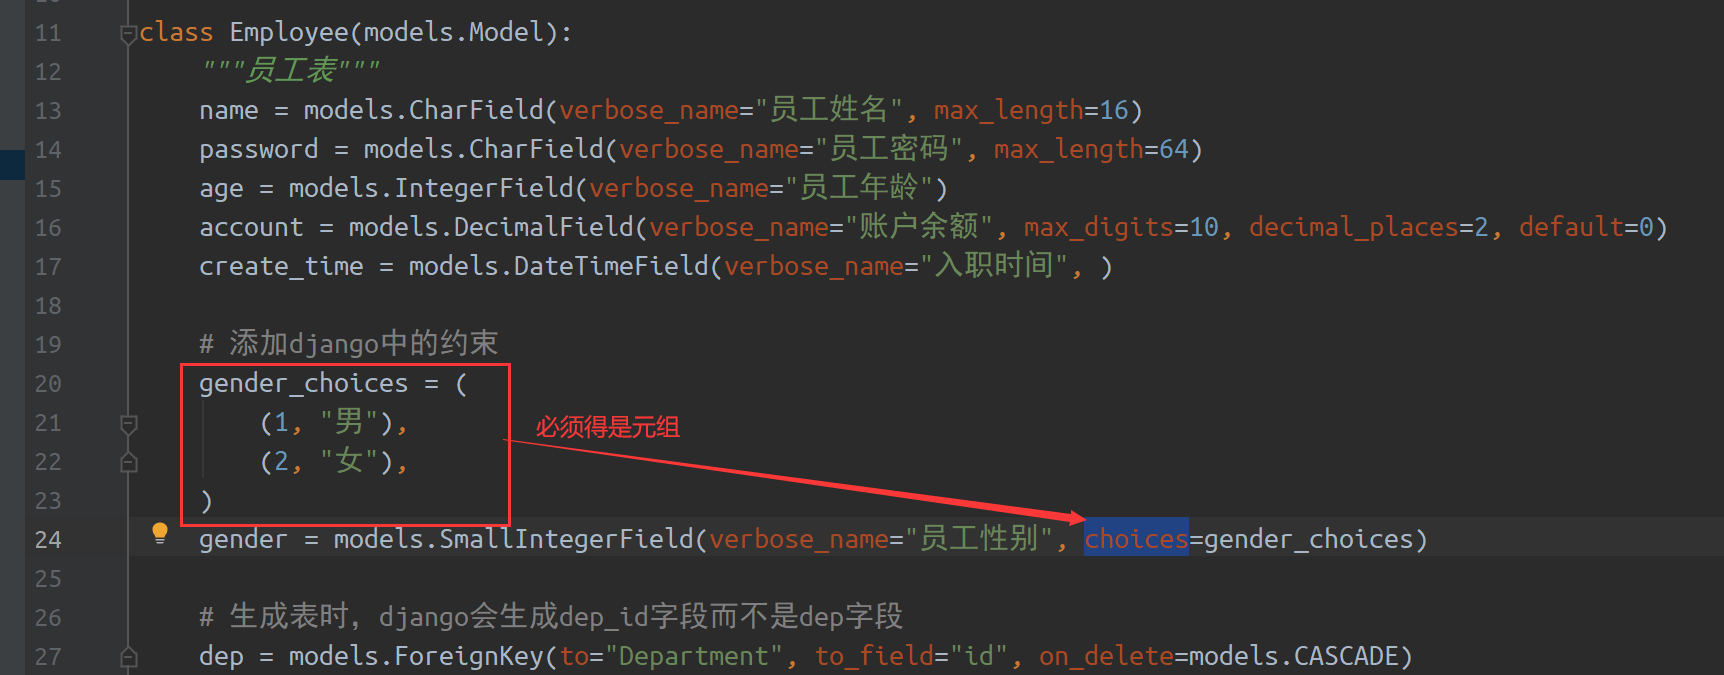 11 class Employee(models.Model):
12 """员工表"""
13 name = models.CharField(verbose_name="员工姓名", max_length=16)
14 password = models.CharField(verbose_name="员工密码", max_length=64)
15 age = models.IntegerField(verbose_name="员工年龄")
16 account = models.DecimalField(verbose_name="账户余额", max_digits=10, decimal_places=2, default=0)
17 create_time = models.DateTimeField(verbose_name="入职时间", )
18
19 # 添加django中的约束
20 gender_choices = (
21 (1, "男"),
必须得是元组
22 (2, "女"),
23 )
24 gender = models.SmallIntegerField(verbose_name="员工性别", choices=gender_choices)
25
26 # 生成表时，django会生成dep_id字段而不是dep字段
27 dep = models.ForeignKey(to="Department", to_field="id", on_delete=models.CASCADE)